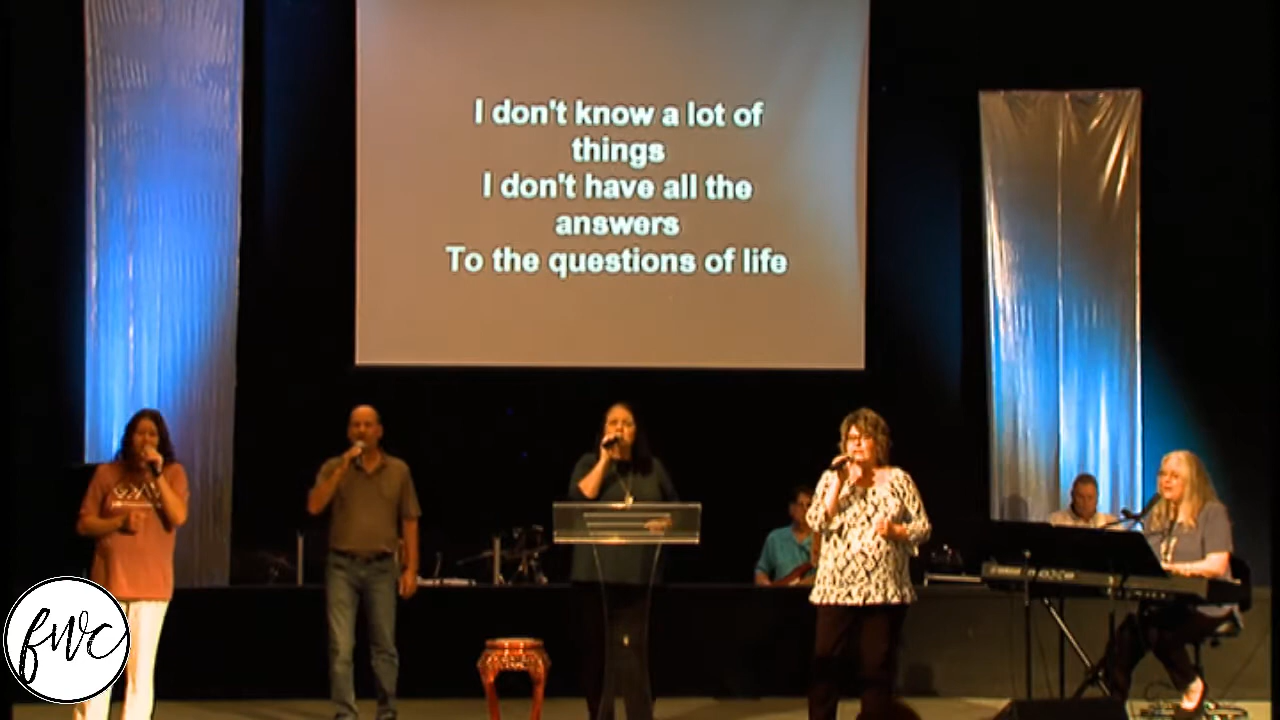 I don't know a lot of
things
I don't have all the
answers
To the questions of life
fwc